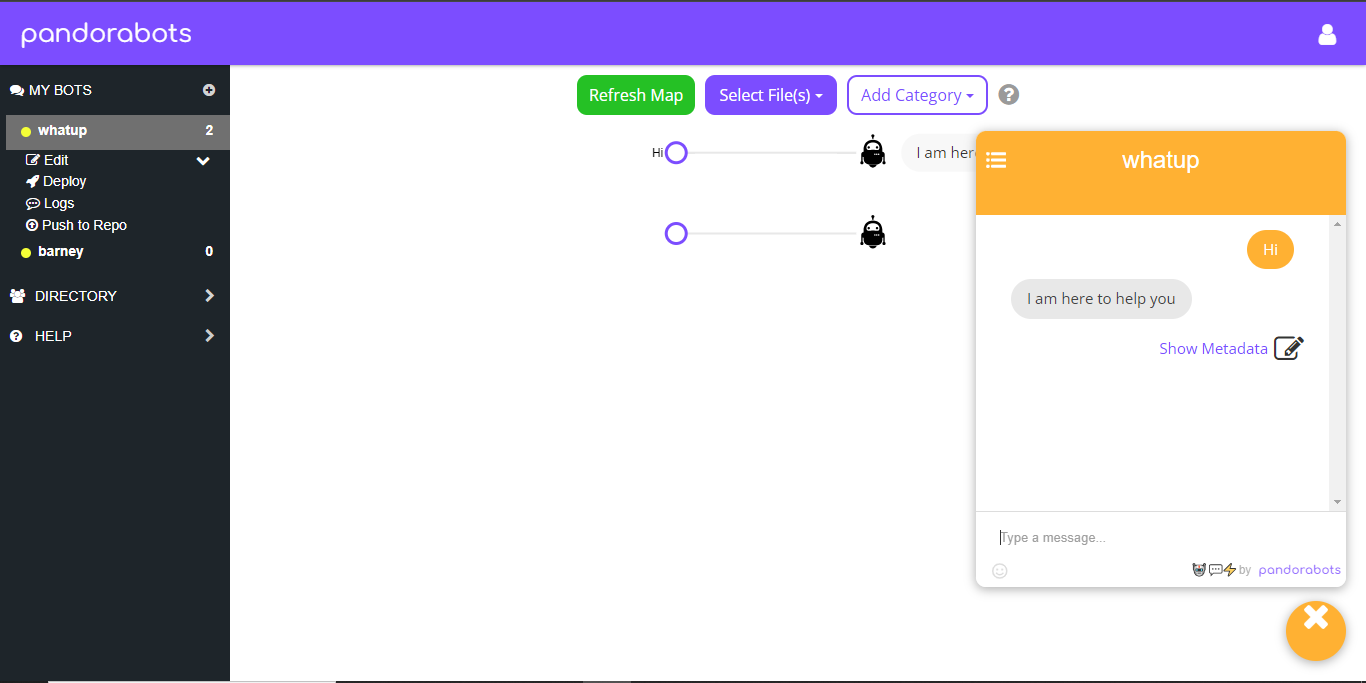 pandorabots
MY BOTS
whatup 2
Edit
Deploy
Logs
Push to Repo
barney 0
DIRECTORY
HELP
Refresh Map
Select File(s)
Add Category
?
Hi
I am her
whatup
Hi
I am here to help you
Show Metadata
Type a message...
by pandorabots